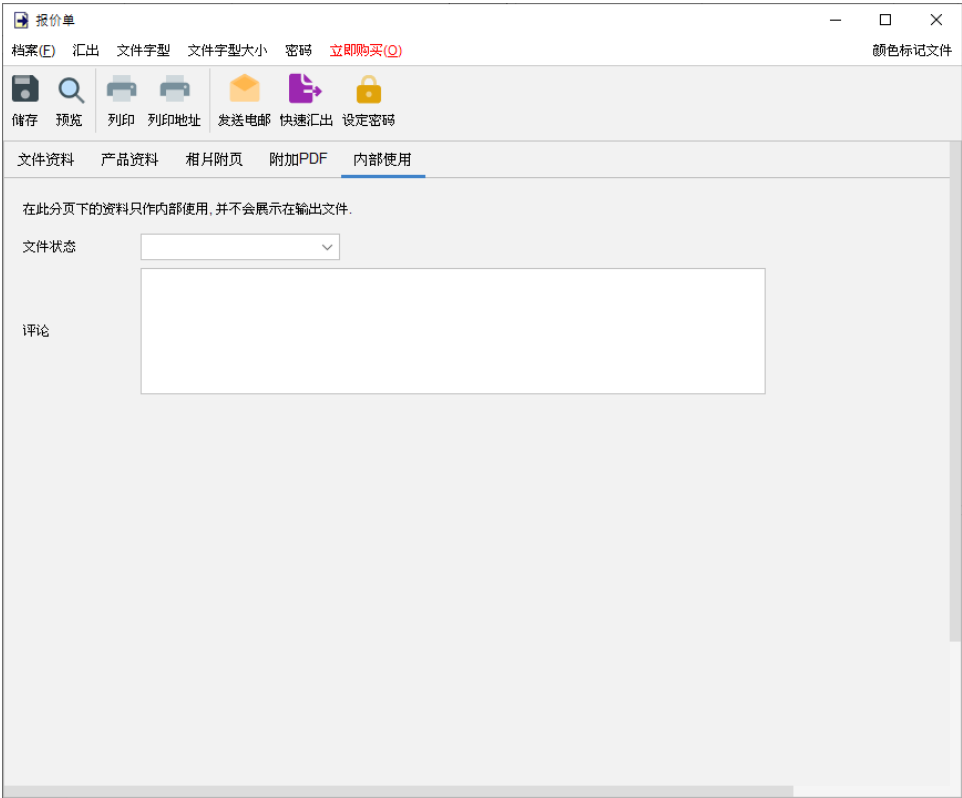 报价单
档案(F) 汇出 文件字型 文件字型大小 密码 立即购买(O) 颜色标记文件
储存 预览 列印 列印地址 发送电邮 快速汇出 设定密码
文件资料 产品资料 相片附页 附加PDF 内部使用
在此分页下的资料只作内部使用, 并不会展示在输出文件.
文件状态
评论